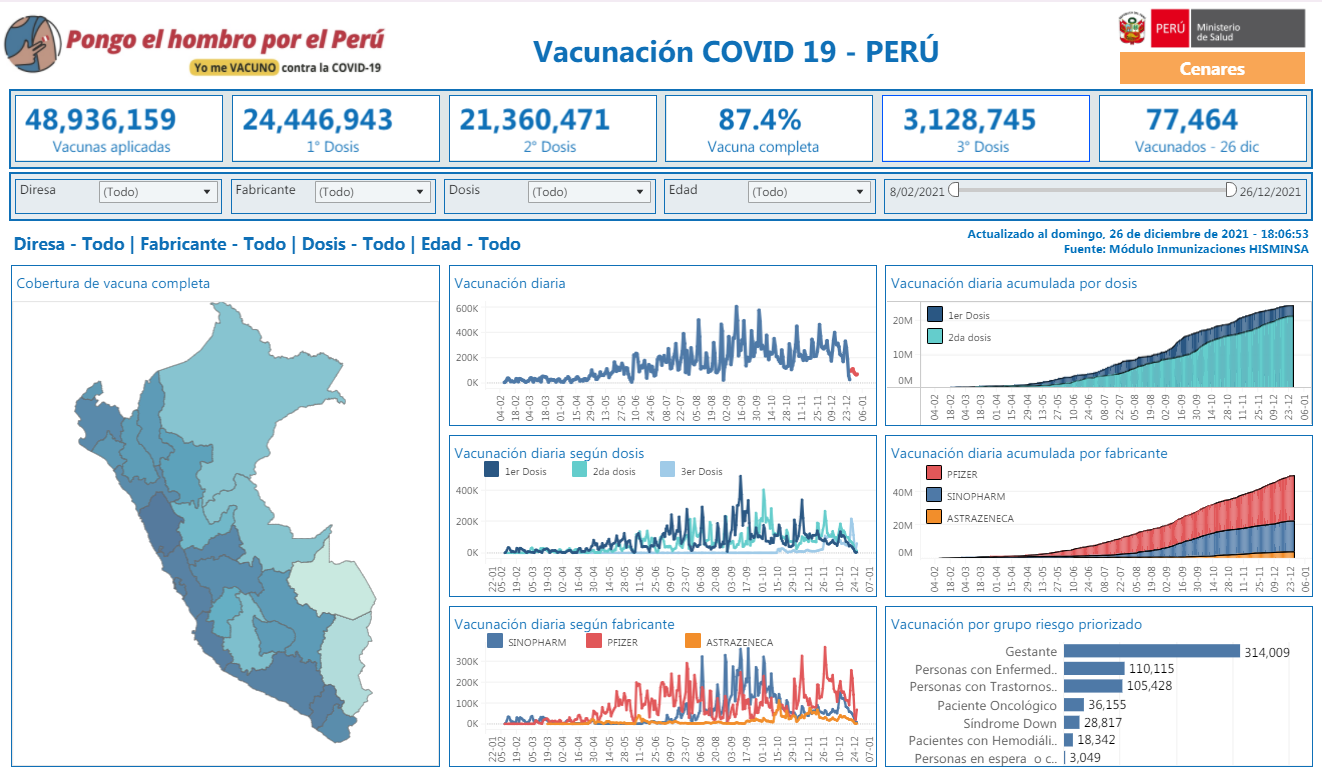 Pongo el hombro por el Perú
Yo me VACUNO contra la COVID-19
Vacunación COVID 19 - PERÚ
PERÚ
Ministerio
de Salud
Cenares
48,936,159
Vacunas aplicadas
24,446,943
1° Dosis
21,360,471
2° Dosis
87.4%
Vacuna completa
3,128,745
3° Dosis
77,464
Vacunados - 26 dic
Diresa
(Todo)
Fabricante
(Todo)
Dosis
(Todo)
Edad
(Todo)
8/02/2021
26/12/2021
Diresa - Todo | Fabricante - Todo | Dosis - Todo | Edad - Todo
Actualizado al domingo, 26 de diciembre de 2021 - 18:06:53
Fuente: Módulo Inmunizaciones HISMINSA
Cobertura de vacuna completa
Vacunación diaria
600K
400K
200K
0K
04-02
18-02
04-03
18-03
01-04
15-04
29-04
13-05
27-05
10-06
24-06
08-07
22-07
05-08
19-08
02-09
16-09
30-09
14-10
28-10
11-11
25-11
09-12
23-12
06-01
Vacunación diaria acumulada por dosis
1er Dosis
2da dosis
20M
10M
0M
04-02
18-02
04-03
18-03
01-04
15-04
29-04
13-05
27-05
10-06
24-06
08-07
22-07
05-08
19-08
02-09
16-09
30-09
14-10
28-10
11-11
25-11
09-12
23-12
06-01
Vacunación diaria según dosis
1er Dosis
2da dosis
3er Dosis
400K
200K
0K
22-01
05-02
19-02
05-03
19-03
02-04
16-04
30-04
14-05
28-05
11-06
25-06
09-07
23-07
06-08
20-08
03-09
17-09
01-10
15-10
29-10
12-11
26-11
10-12
24-12
07-01
Vacunación diaria acumulada por fabricante
PFIZER
SINOPHARM
ASTRAZENECA
40M
20M
0M
04-02
18-02
04-03
18-03
01-04
15-04
29-04
13-05
27-05
10-06
24-06
08-07
22-07
05-08
19-08
02-09
16-09
30-09
14-10
28-10
11-11
25-11
09-12
23-12
06-01
Vacunación diaria según fabricante
SINOPHARM
PFIZER
ASTRAZENECA
300K
200K
100K
0K
22-01
05-02
19-02
05-03
19-03
02-04
16-04
30-04
14-05
28-05
11-06
25-06
09-07
23-07
06-08
20-08
03-09
17-09
01-10
15-10
29-10
12-11
26-11
10-12
24-12
07-01
Vacunación por grupo riesgo priorizado
Gestante 314,009
Personas con Enfermed.. 110,115
Personas con Trastornos.. 105,428
Paciente Oncológico 36,155
Síndrome Down 28,817
Pacientes con Hemodiáli.. 18,342
Personas en espera o c.. 3,049